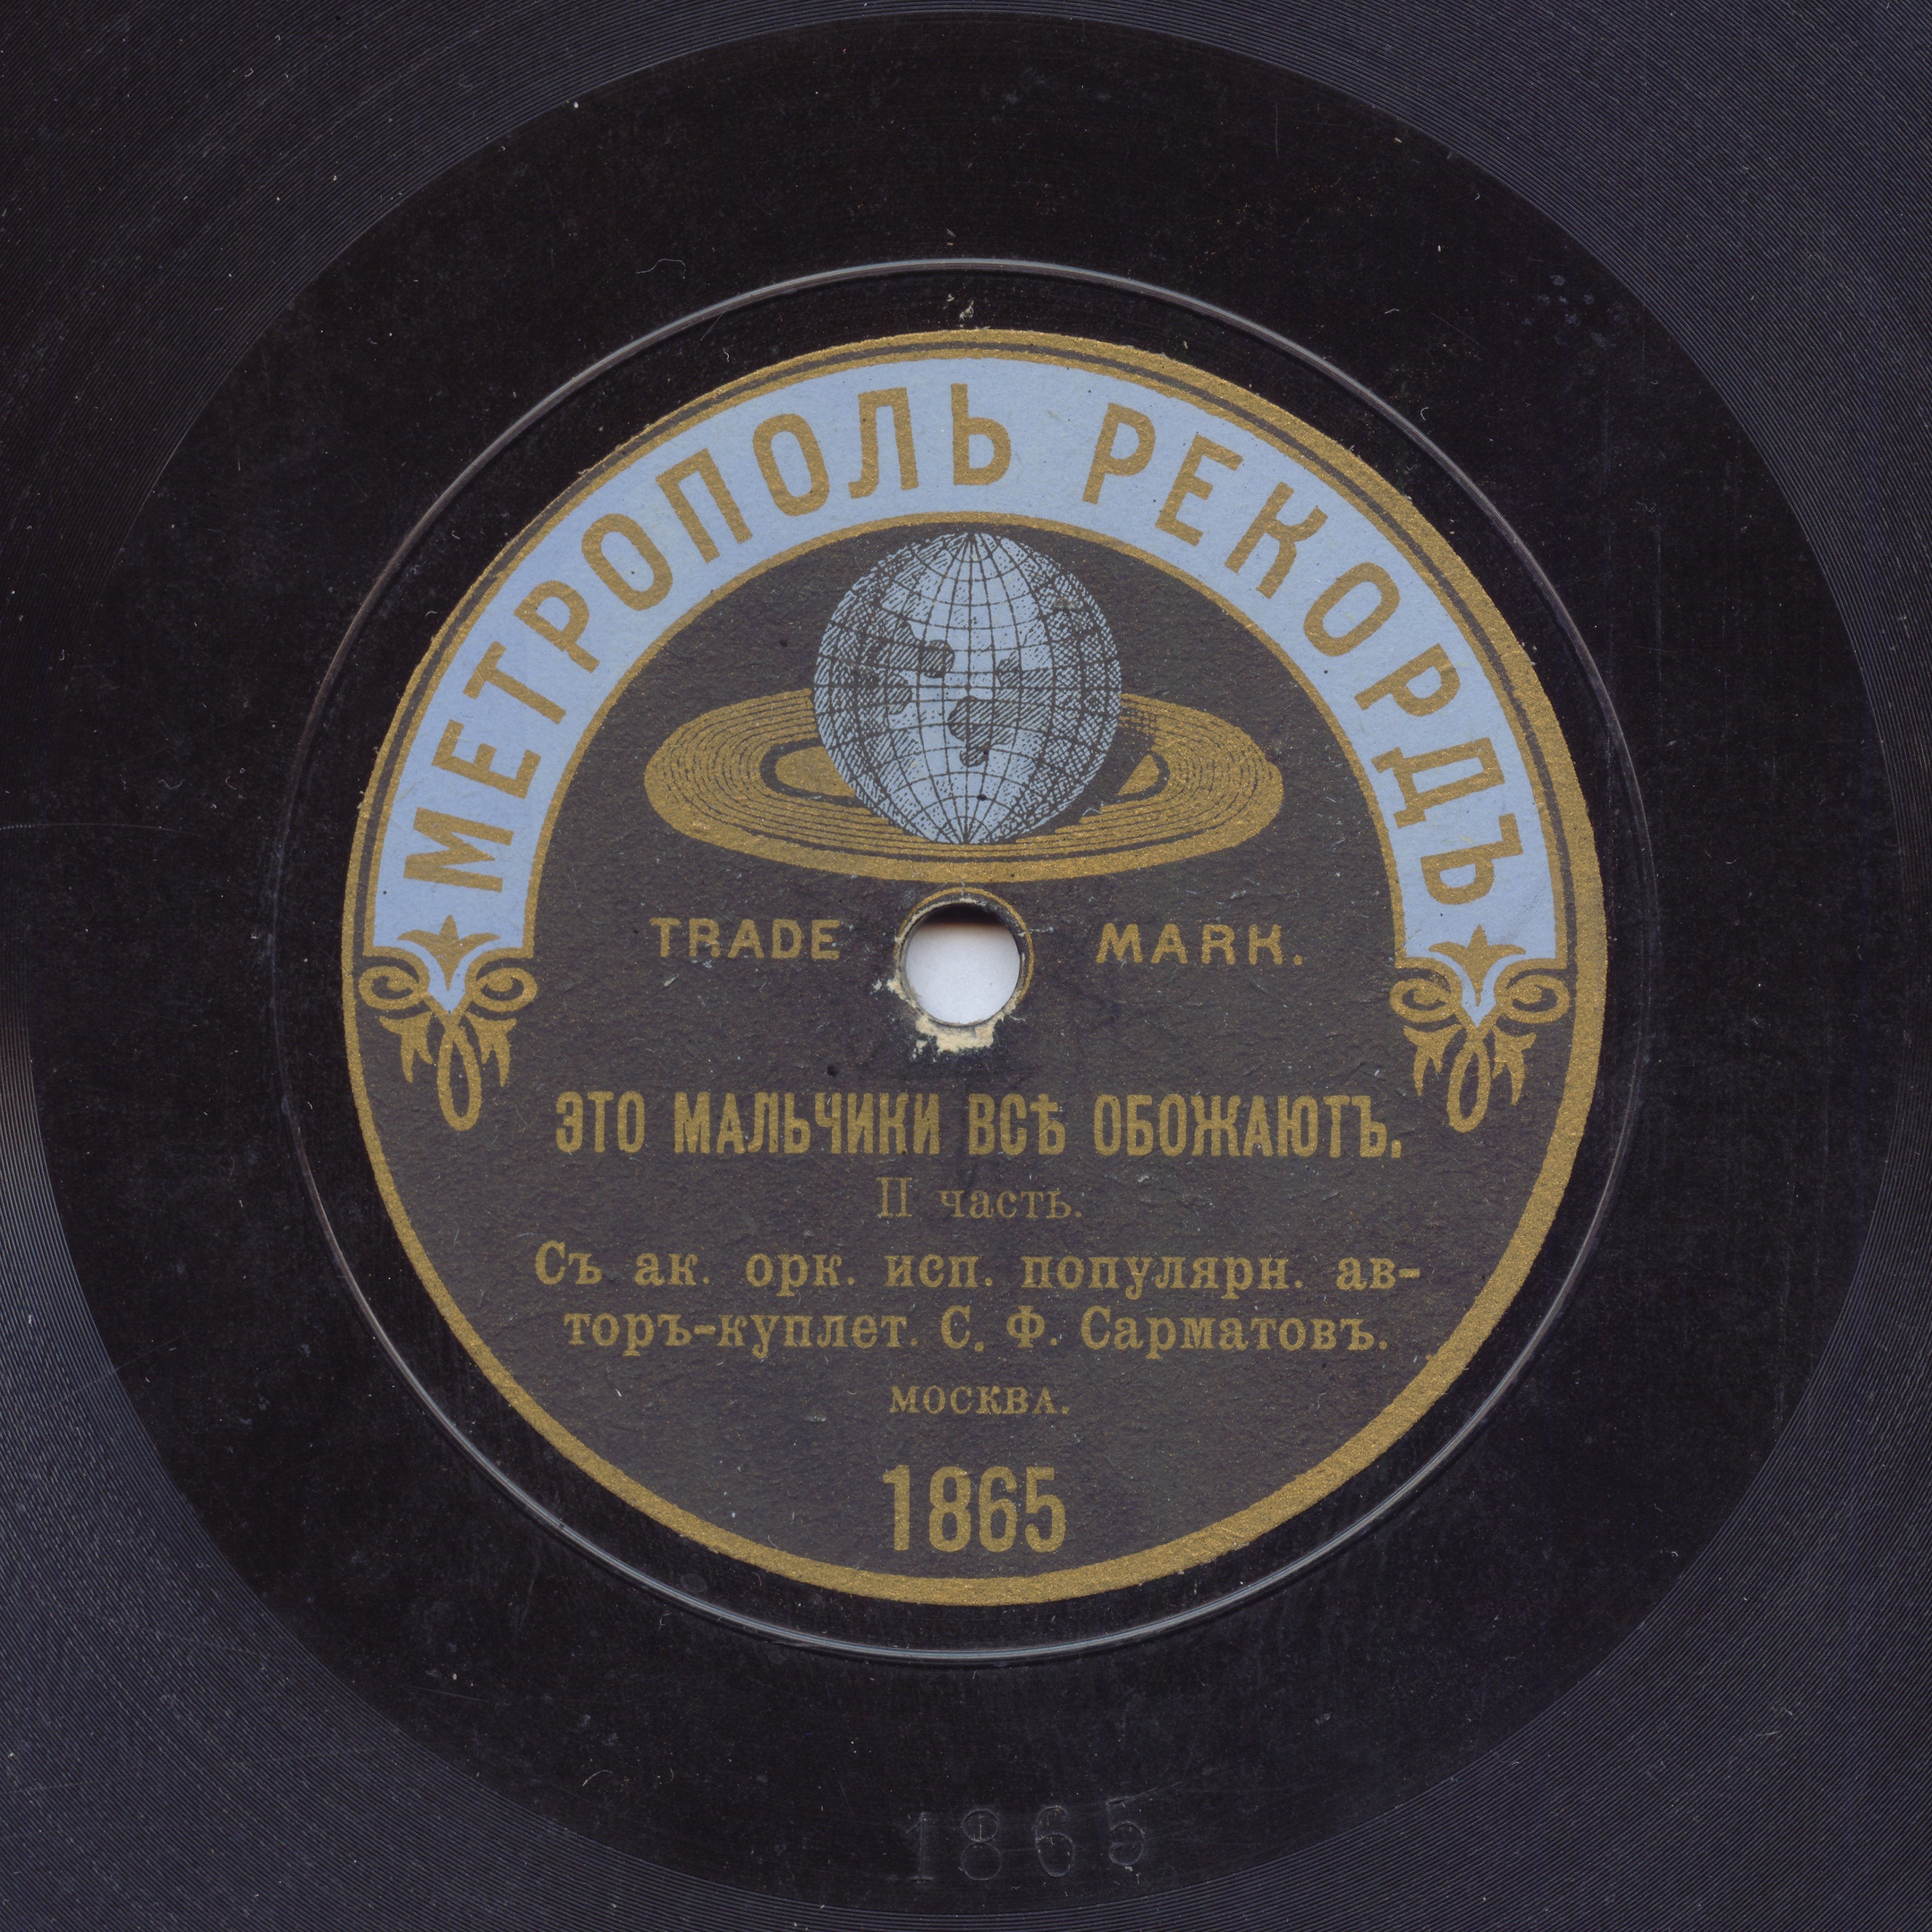 МЕТРОПОЛЬ РЕКОРДЪ
TRADE MARK.
ЭТО МАЛЬЧИКИ ВСѢ ОБОЖАЮТЪ.
II часть.
Съ ак. орк. исп. популярн. ав-
торъ-куплет. С. Ф. Сарматовъ.
МОСКВА.
1865
1865